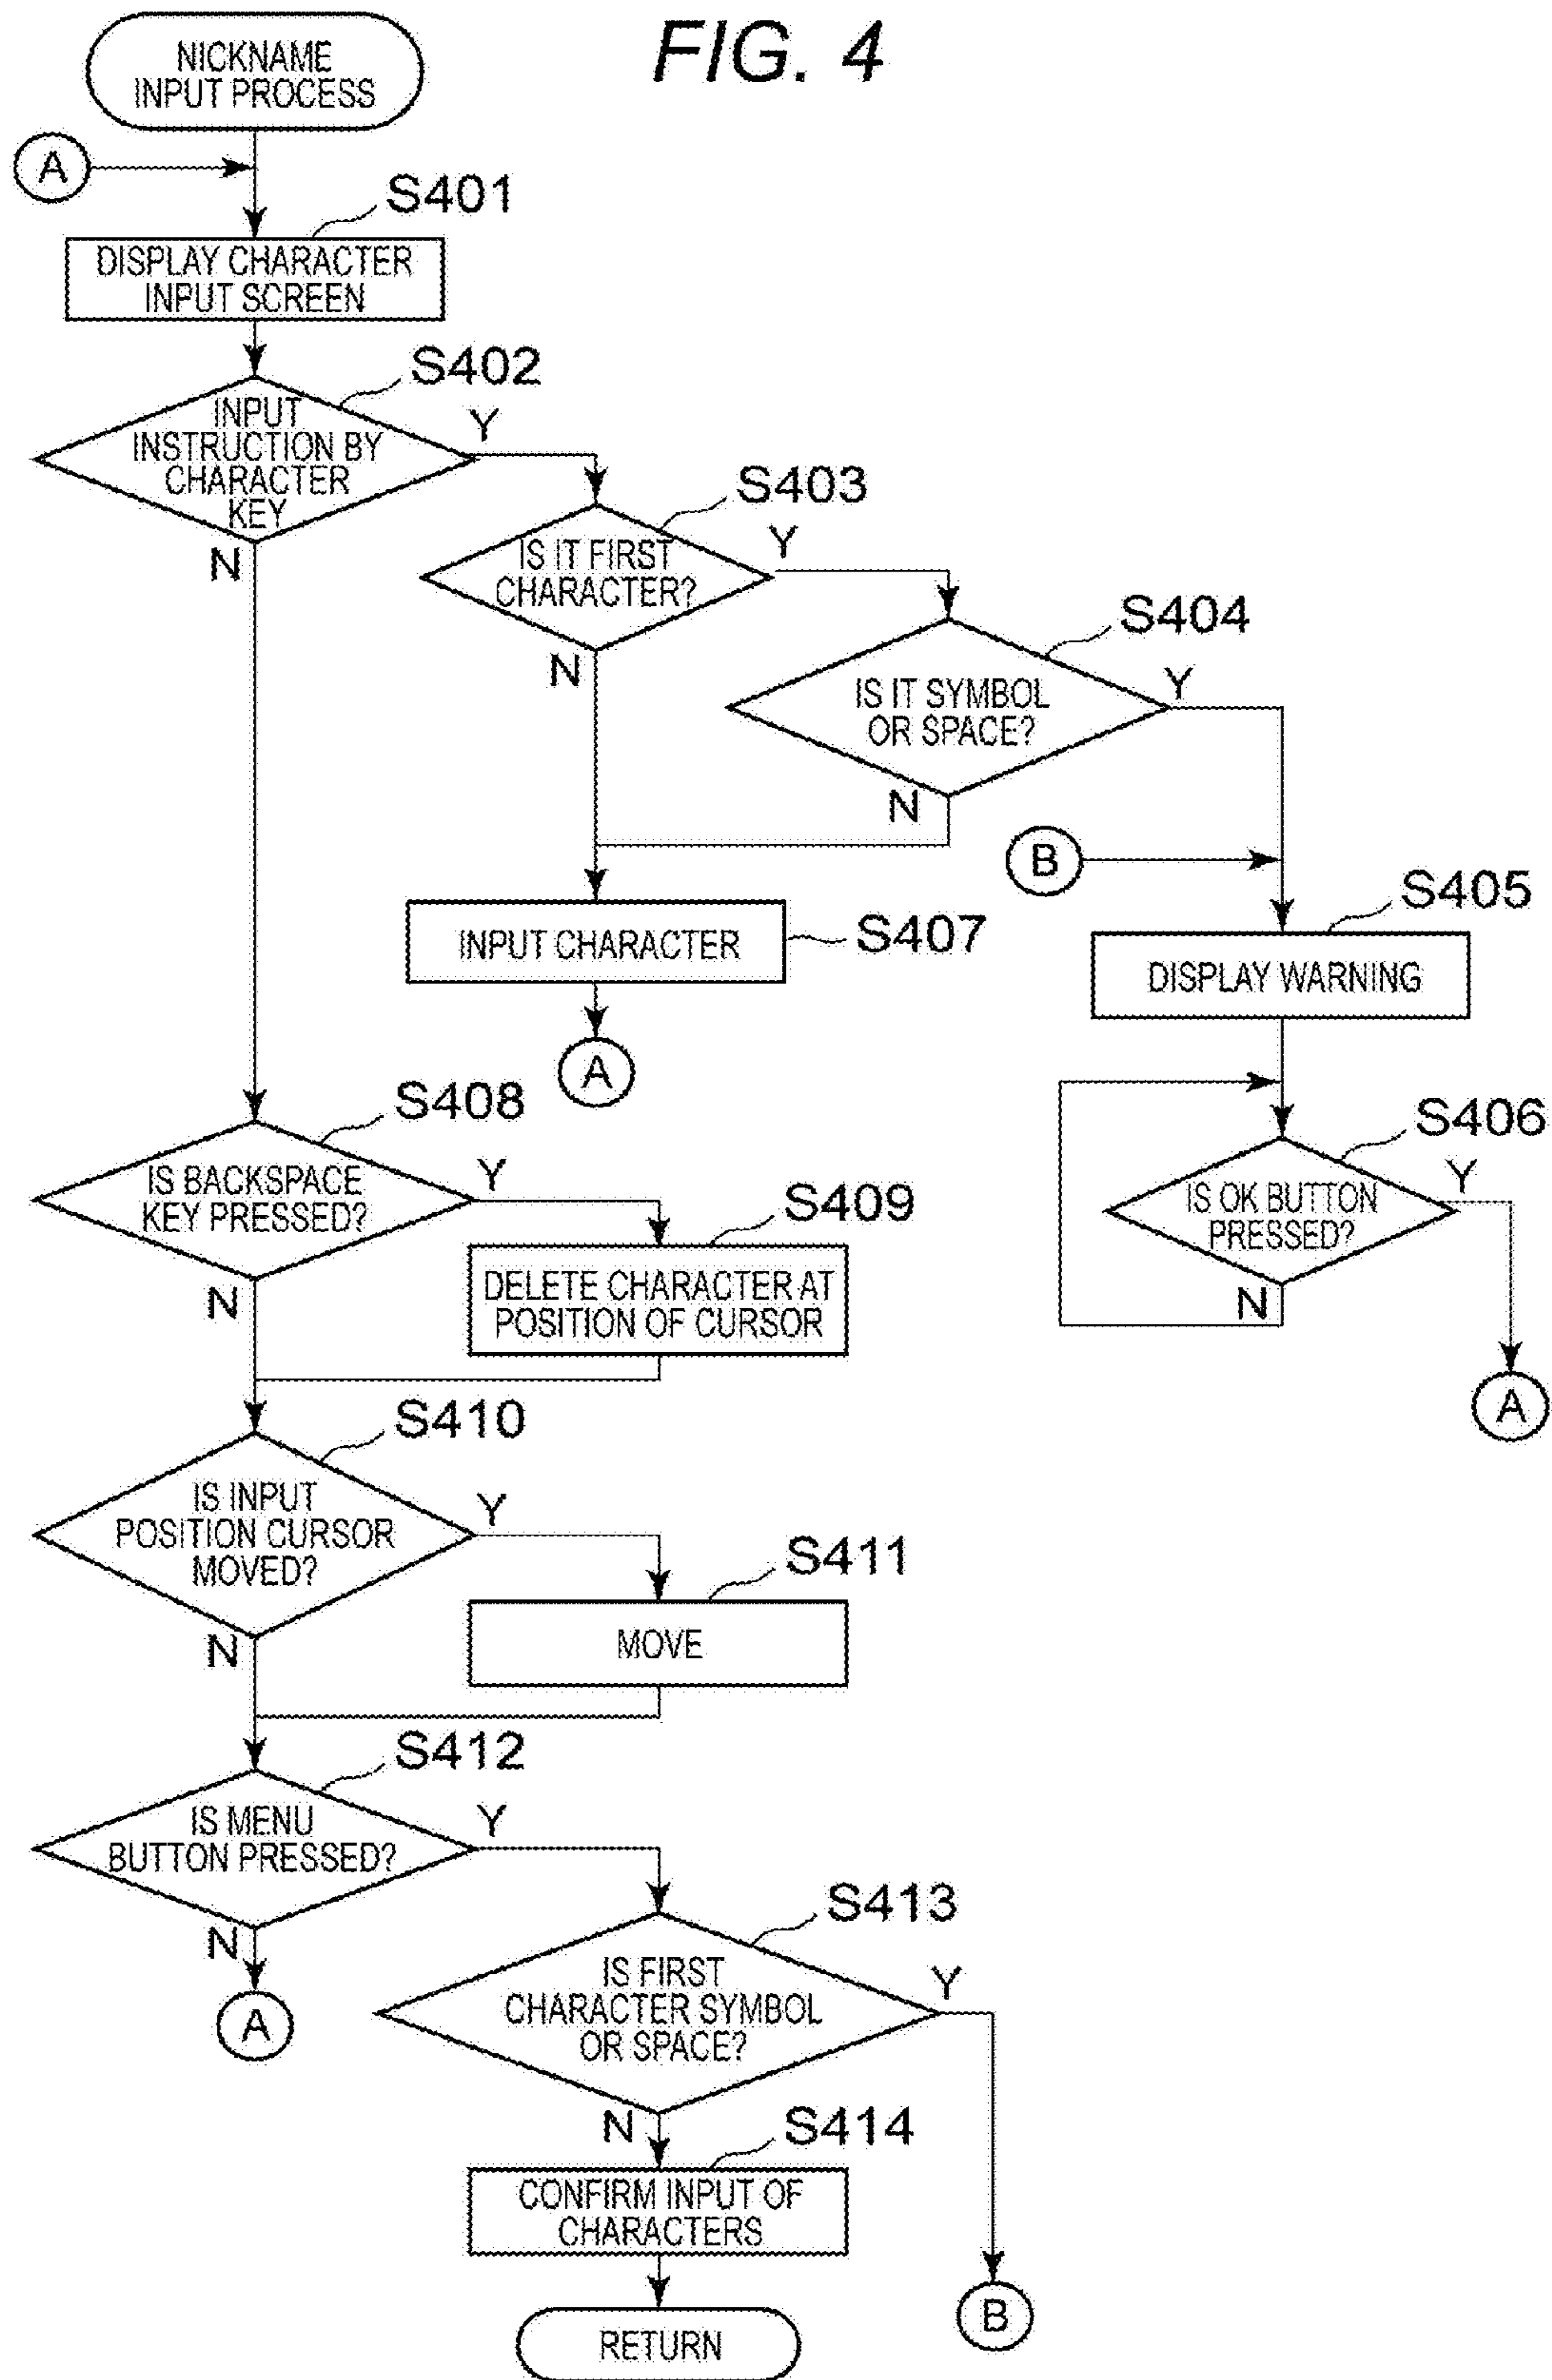 FIG. 4
NICKNAME
INPUT PROCESS
A
S401
DISPLAY CHARACTER
INPUT SCREEN
S402
INPUT
INSTRUCTION BY
CHARACTER
KEY
Y
N
S403
IS IT FIRST
CHARACTER?
Y
N
S404
IS IT SYMBOL
OR SPACE?
Y
N
B
S405
DISPLAY WARNING
S407
INPUT CHARACTER
A
S406
IS OK BUTTON
PRESSED?
Y
N
A
S408
IS BACKSPACE
KEY PRESSED?
Y
N
S409
DELETE CHARACTER AT
POSITION OF CURSOR
S410
IS INPUT
POSITION CURSOR
MOVED?
Y
N
S411
MOVE
S412
IS MENU
BUTTON PRESSED?
Y
N
A
S413
IS FIRST
CHARACTER SYMBOL
OR SPACE?
Y
N
S414
CONFIRM INPUT OF
CHARACTERS
B
RETURN